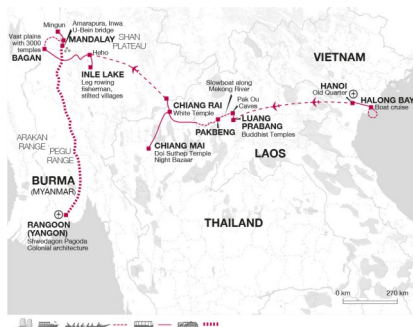 Mingun
Amarapura, Inwa
U-Bein bridge
MANDALAY
SHAN
PLATEAU
Vast plains with 3000
temples
BAGAN
Heho
INLE LAKE
Leg rowing
fisherman,
stilted villages
VIETNAM
HANOI
Old Quarter
HALONG BAY
Boat cruise
Slowboat along
Mekong River
Pak Ou
Caves
CHIANG RAI
White Temple
LUANG
PRABANG
Buddhist Temples
PAKBENG
CHIANG MAI
Doi Suthep Temple
Night Bazaar
LAOS
ARAKAN
RANGE
PEGU
RANGE
BURMA
(MYANMAR)
THAILAND
RANGOON
(YANGON)
Shwedagon Pagoda
Colonial architecture
0 km
270 km